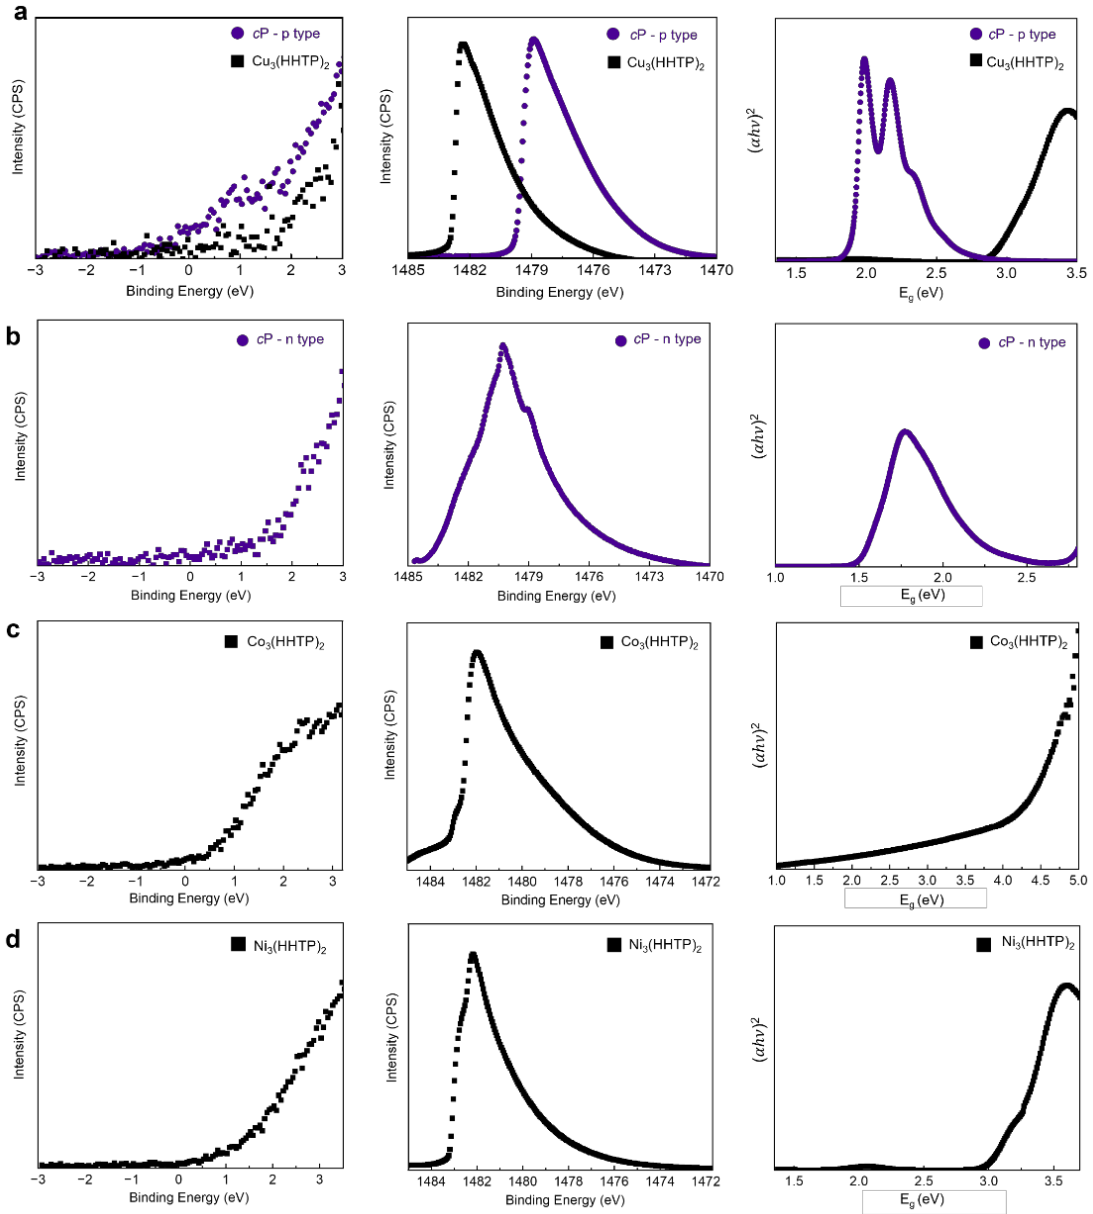 a
cP - p type
Cu₃(HHTP)₂
Intensity (CPS)
−3 −2 −1 0 1 2 3
Binding Energy (eV)
cP - p type
Cu₃(HHTP)₂
Intensity (CPS)
1485 1482 1479 1476 1473 1470
Binding Energy (eV)
cP - p type
Cu₃(HHTP)₂
(αhν)²
1.5 2.0 2.5 3.0 3.5
E₉ (eV)
b
cP - n type
Intensity (CPS)
−3 −2 −1 0 1 2 3
Binding Energy (eV)
cP - n type
Intensity (CPS)
1485 1482 1479 1476 1473 1470
Binding Energy (eV)
cP - n type
(αhν)²
1.0 1.5 2.0 2.5
E₉ (eV)
c
Co₃(HHTP)₂
Intensity (CPS)
−3 −2 −1 0 1 2 3
Binding Energy (eV)
Co₃(HHTP)₂
Intensity (CPS)
1484 1482 1480 1478 1476 1474 1472
Binding Energy (eV)
Co₃(HHTP)₂
(αhν)²
1.0 1.5 2.0 2.5 3.0 3.5 4.0 4.5 5.0
E₉ (eV)
d
Ni₃(HHTP)₂
Intensity (CPS)
−3 −2 −1 0 1 2 3
Binding Energy (eV)
Ni₃(HHTP)₂
Intensity (CPS)
1484 1482 1480 1478 1476 1474 1472
Binding Energy (eV)
Ni₃(HHTP)₂
(αhν)²
1.5 2.0 2.5 3.0 3.5
E₉ (eV)